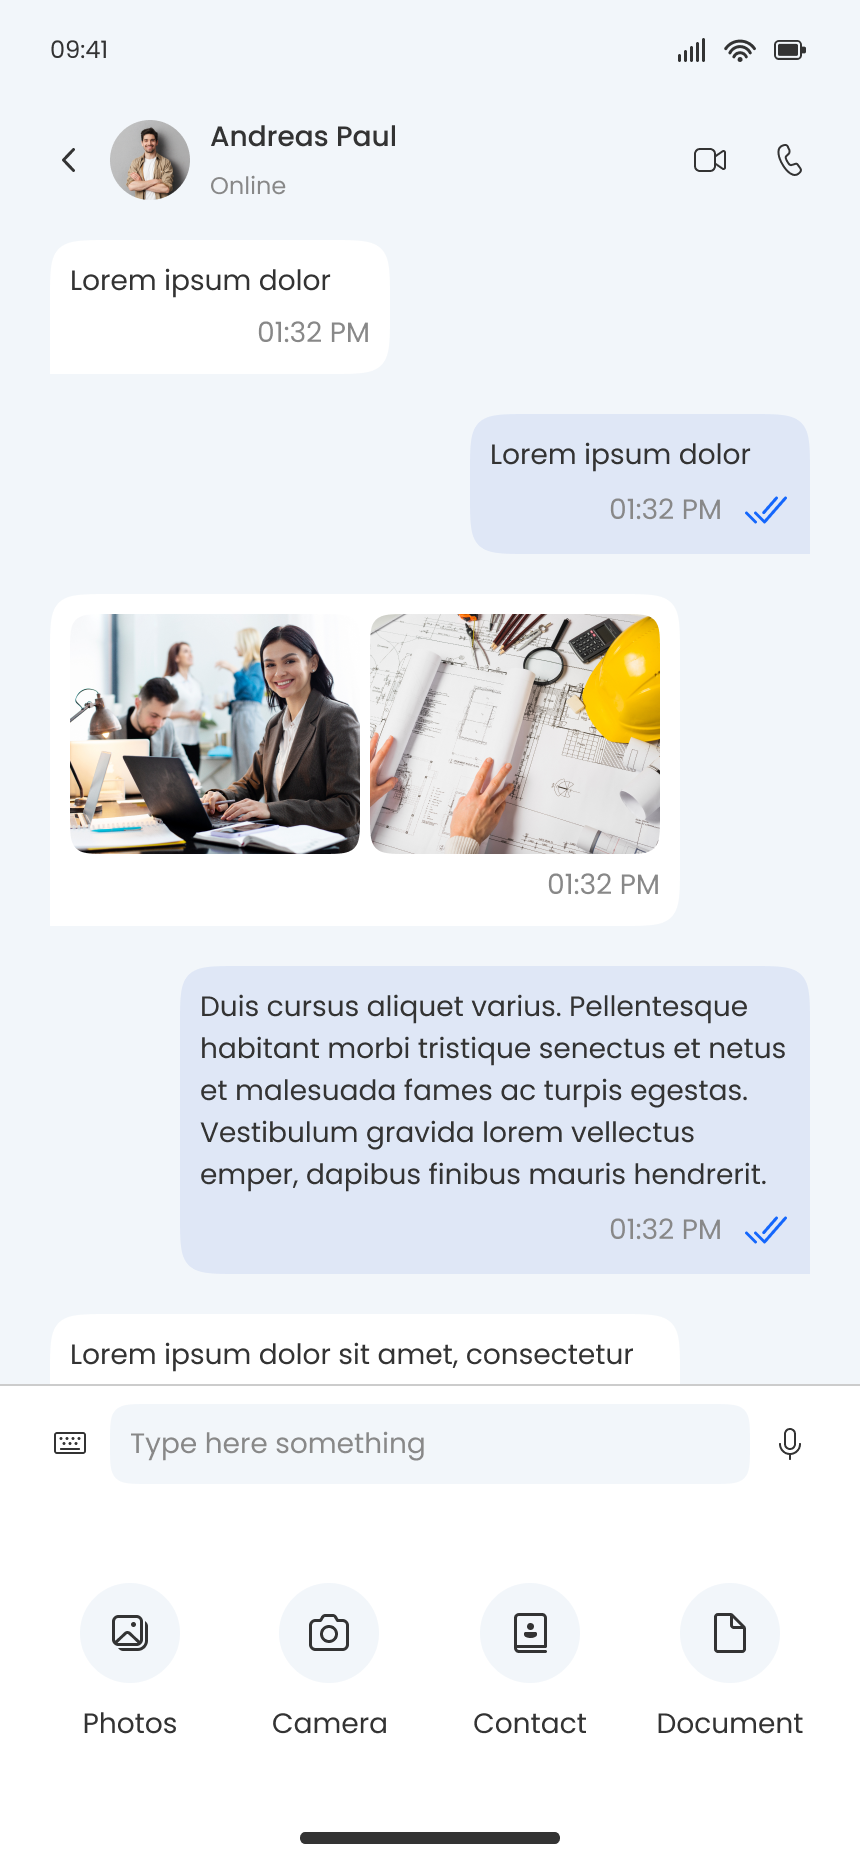 09:41
Andreas Paul
Online
Lorem ipsum dolor
01:32 PM
Lorem ipsum dolor
01:32 PM
01:32 PM
Duis cursus aliquet varius. Pellentesque
habitant morbi tristique senectus et netus
et malesuada fames ac turpis egestas.
Vestibulum gravida lorem vellectus
emper, dapibus finibus mauris hendrerit.
01:32 PM
Lorem ipsum dolor sit amet, consectetur
Type here something
Photos
Camera
Contact
Document